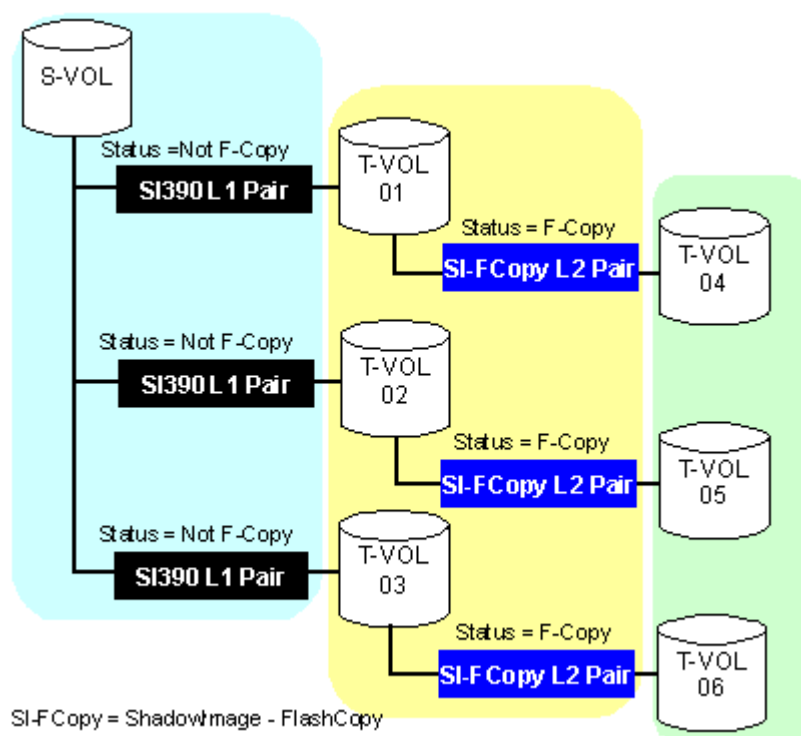 S-VOL
Status =Not F-Copy
SI390 L1 Pair
T-VOL
01
Status = F-Copy
SI-FCopy L2 Pair
T-VOL
04
Status = Not F-Copy
SI390 L1 Pair
T-VOL
02
Status = F-Copy
SI-FCopy L2 Pair
T-VOL
05
Status = Not F-Copy
SI390 L1 Pair
T-VOL
03
Status = F-Copy
SI-FCopy L2 Pair
T-VOL
06
SI-FCopy = ShadowImage - FlashCopy